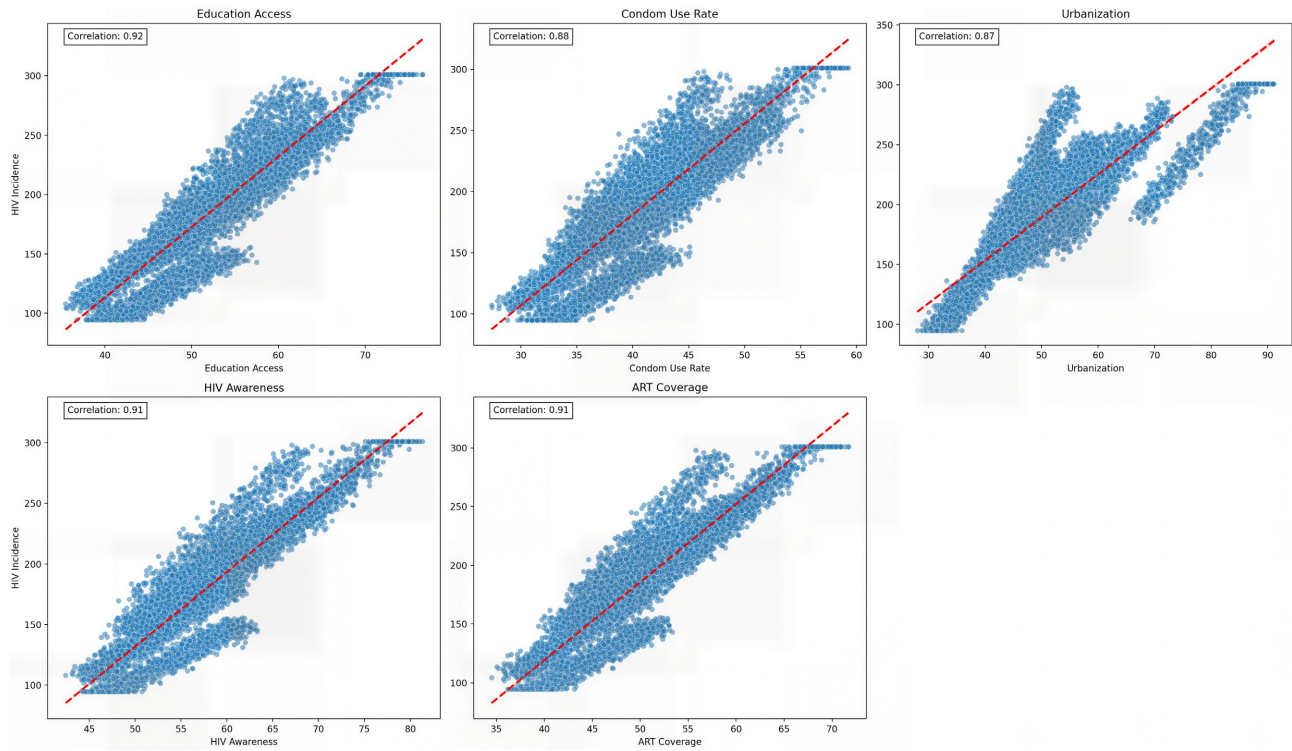 Education Access
Correlation: 0.92
HIV Incidence
300
250
200
150
100
40 50 60 70
Education Access
Condom Use Rate
Correlation: 0.88
300
250
200
150
100
30 35 40 45 50 55 60
Condom Use Rate
Urbanization
Correlation: 0.87
350
300
250
200
150
100
30 40 50 60 70 80 90
Urbanization
HIV Awareness
Correlation: 0.91
HIV Incidence
300
250
200
150
100
45 50 55 60 65 70 75 80
HIV Awareness
ART Coverage
Correlation: 0.91
300
250
200
150
100
35 40 45 50 55 60 65 70
ART Coverage